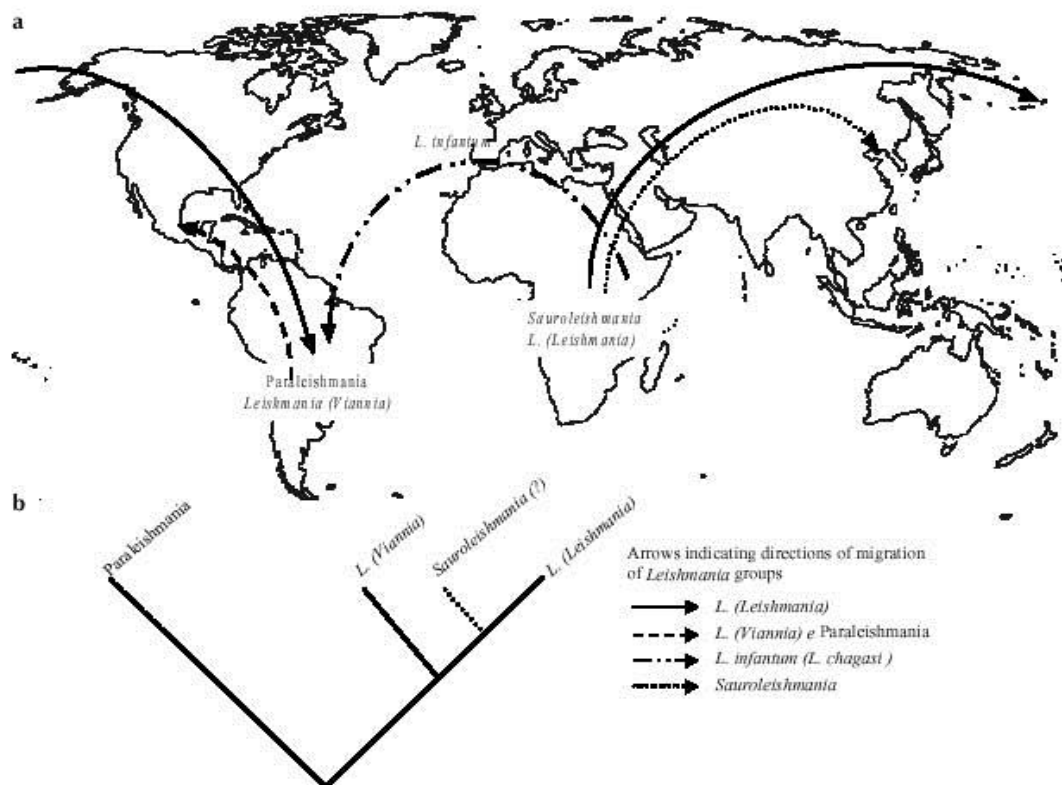 a
L. infantum
Sauroleishmania
L. (Leishmania)
Paraleishmania
Leishmania (Viannia)
b
Paraleishmania
L. (Viannia)
Sauroleishmania (?)
L. (Leishmania)
Arrows indicating directions of migration
of Leishmania groups
L. (Leishmania)
L. (Viannia) e Paraleishmania
L. infantum (L. chagasi )
Sauroleishmania